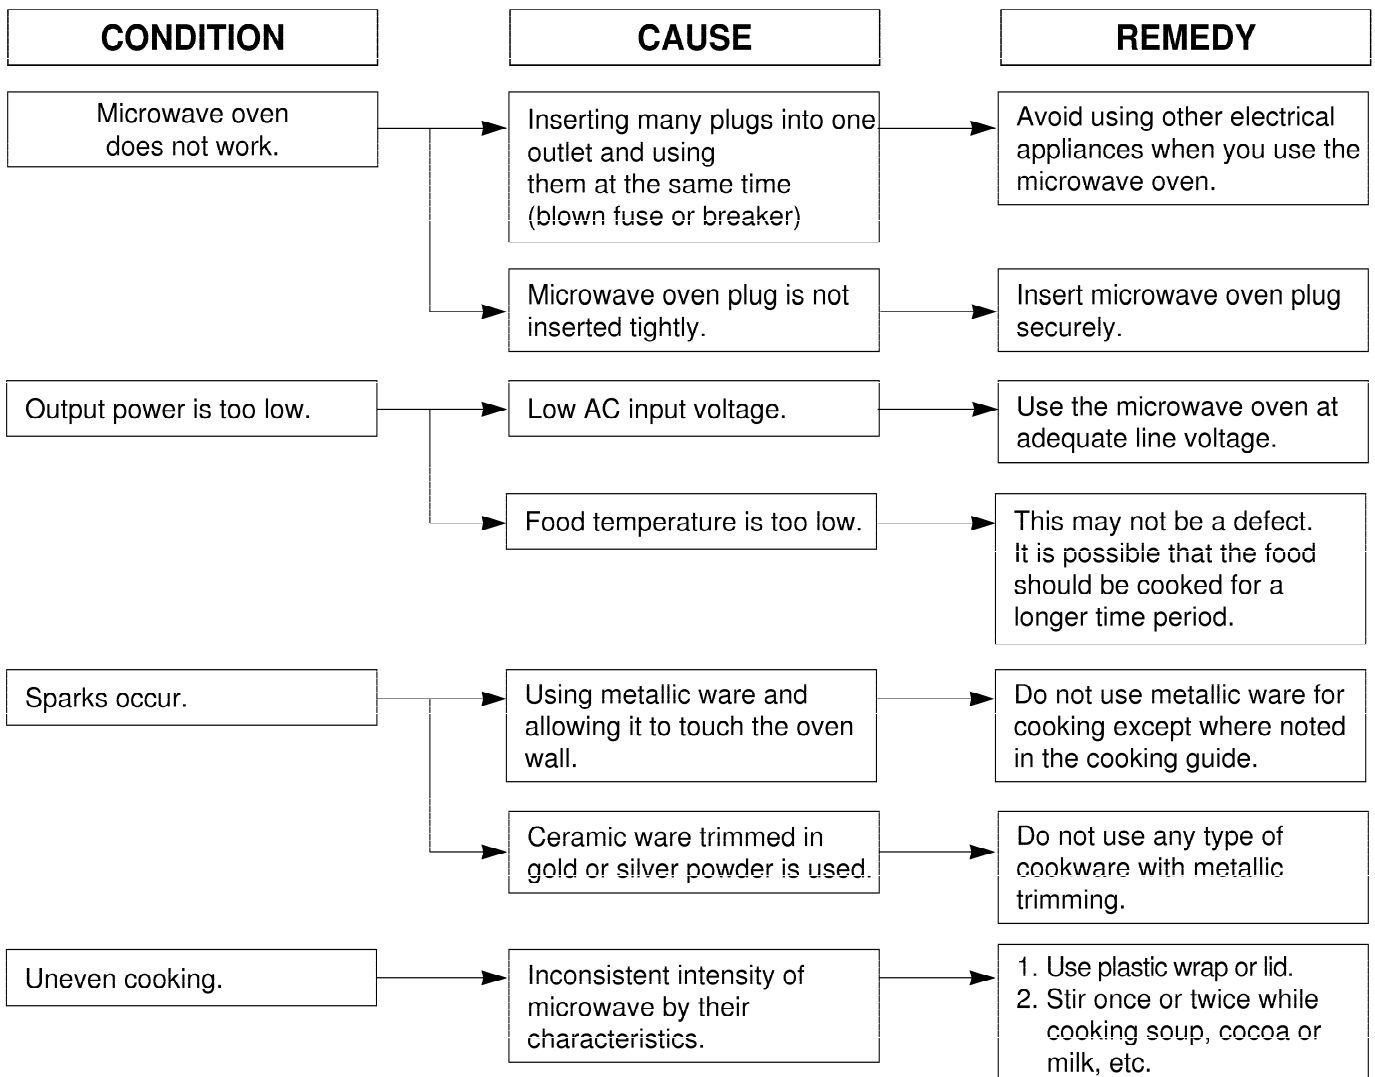 CONDITION
CAUSE
REMEDY
Microwave oven
does not work.
Inserting many plugs into one
outlet and using
them at the same time
(blown fuse or breaker)
Avoid using other electrical
appliances when you use the
microwave oven.
Microwave oven plug is not
inserted tightly.
Insert microwave oven plug
securely.
Output power is too low.
Low AC input voltage.
Use the microwave oven at
adequate line voltage.
Food temperature is too low.
This may not be a defect.
It is possible that the food
should be cooked for a
longer time period.
Sparks occur.
Using metallic ware and
allowing it to touch the oven
wall.
Do not use metallic ware for
cooking except where noted
in the cooking guide.
Ceramic ware trimmed in
gold or silver powder is used.
Do not use any type of
cookware with metallic
trimming.
Uneven cooking.
Inconsistent intensity of
microwave by their
characteristics.
1. Use plastic wrap or lid.
2. Stir once or twice while
cooking soup, cocoa or
milk, etc.